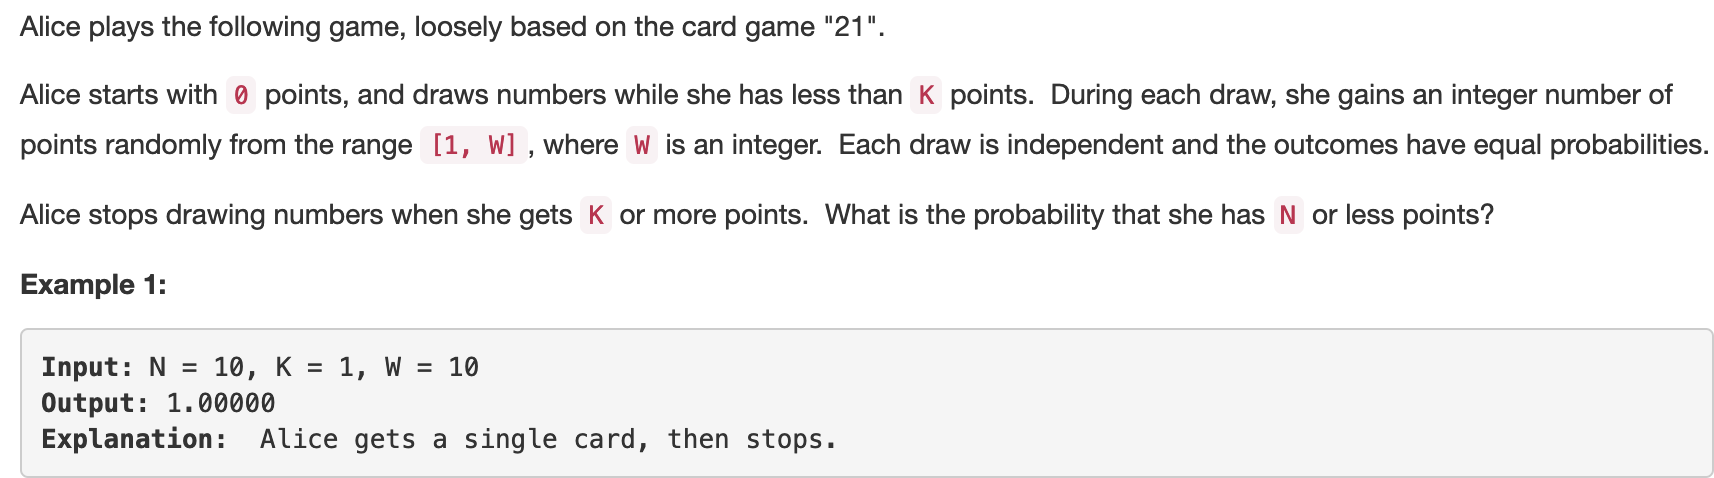 Alice plays the following game, loosely based on the card game "21".
Alice starts with 0 points, and draws numbers while she has less than K points.  During each draw, she gains an integer number of
points randomly from the range [1, W], where W is an integer.  Each draw is independent and the outcomes have equal probabilities.
Alice stops drawing numbers when she gets K or more points.  What is the probability that she has N or less points?
Example 1:
Input: N = 10, K = 1, W = 10
Output: 1.00000
Explanation:  Alice gets a single card, then stops.